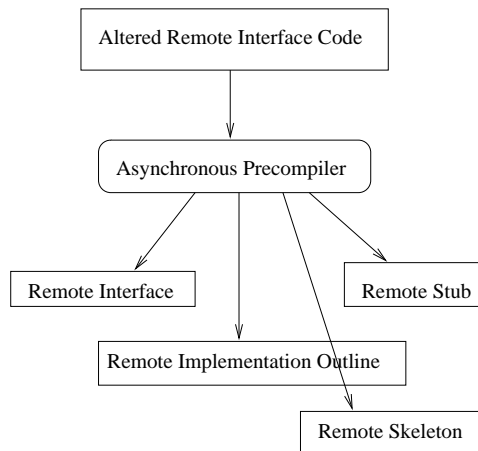 Altered Remote Interface Code
Asynchronous Precompiler
Remote Interface
Remote Stub
Remote Implementation Outline
Remote Skeleton